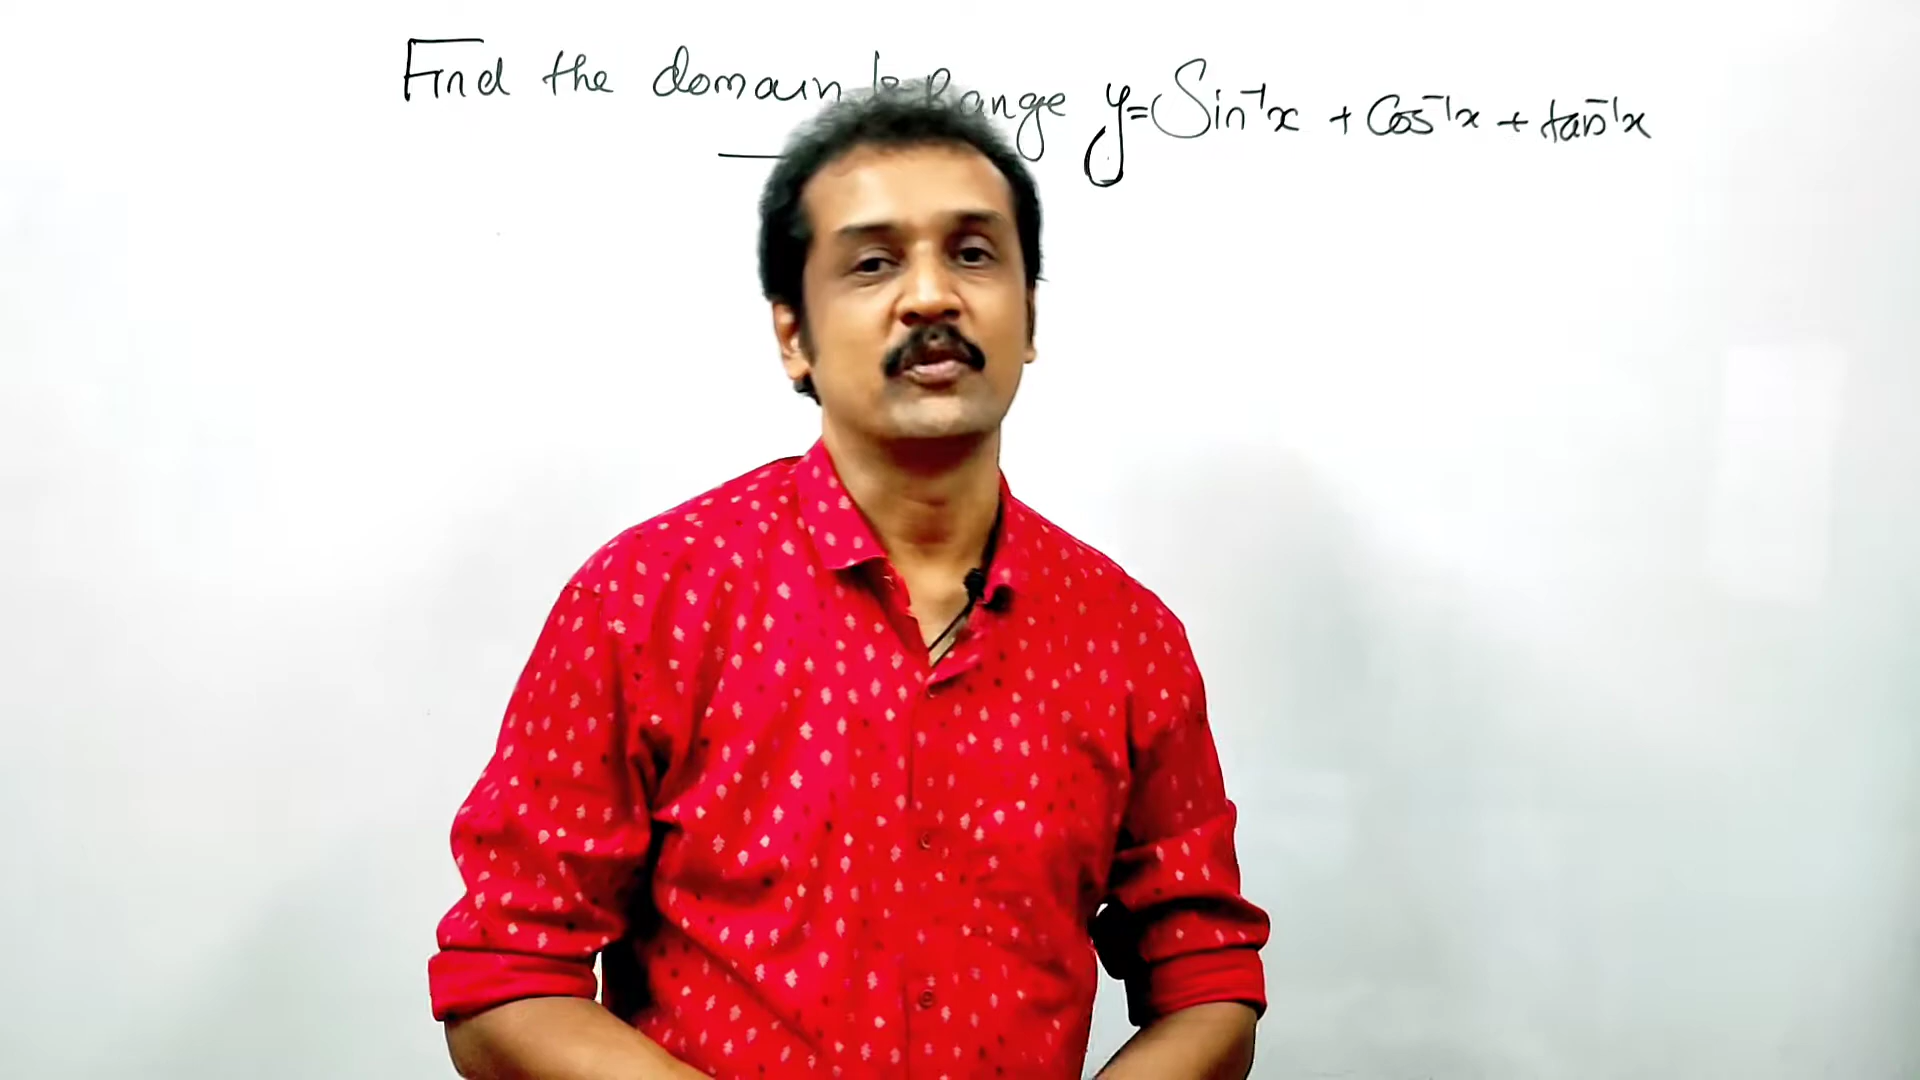 Find the domain & Range y = Sin⁻¹x + Cos⁻¹x + tan⁻¹x